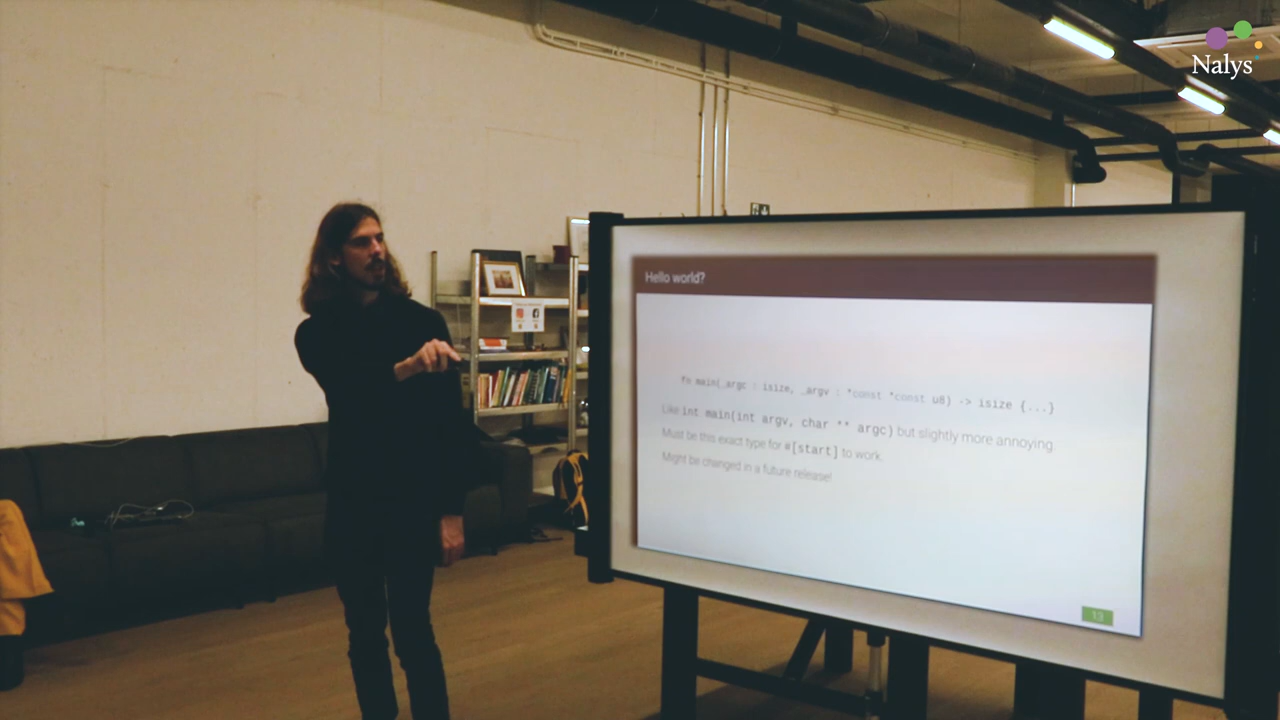 Nalys
Hello world?
fn main(_argc : isize, _argv : *const *const u8) -> isize {...}
Like int main(int argv, char ** argc) but slightly more annoying.
Must be this exact type for #[start] to work.
Might be changed in a future release!
13